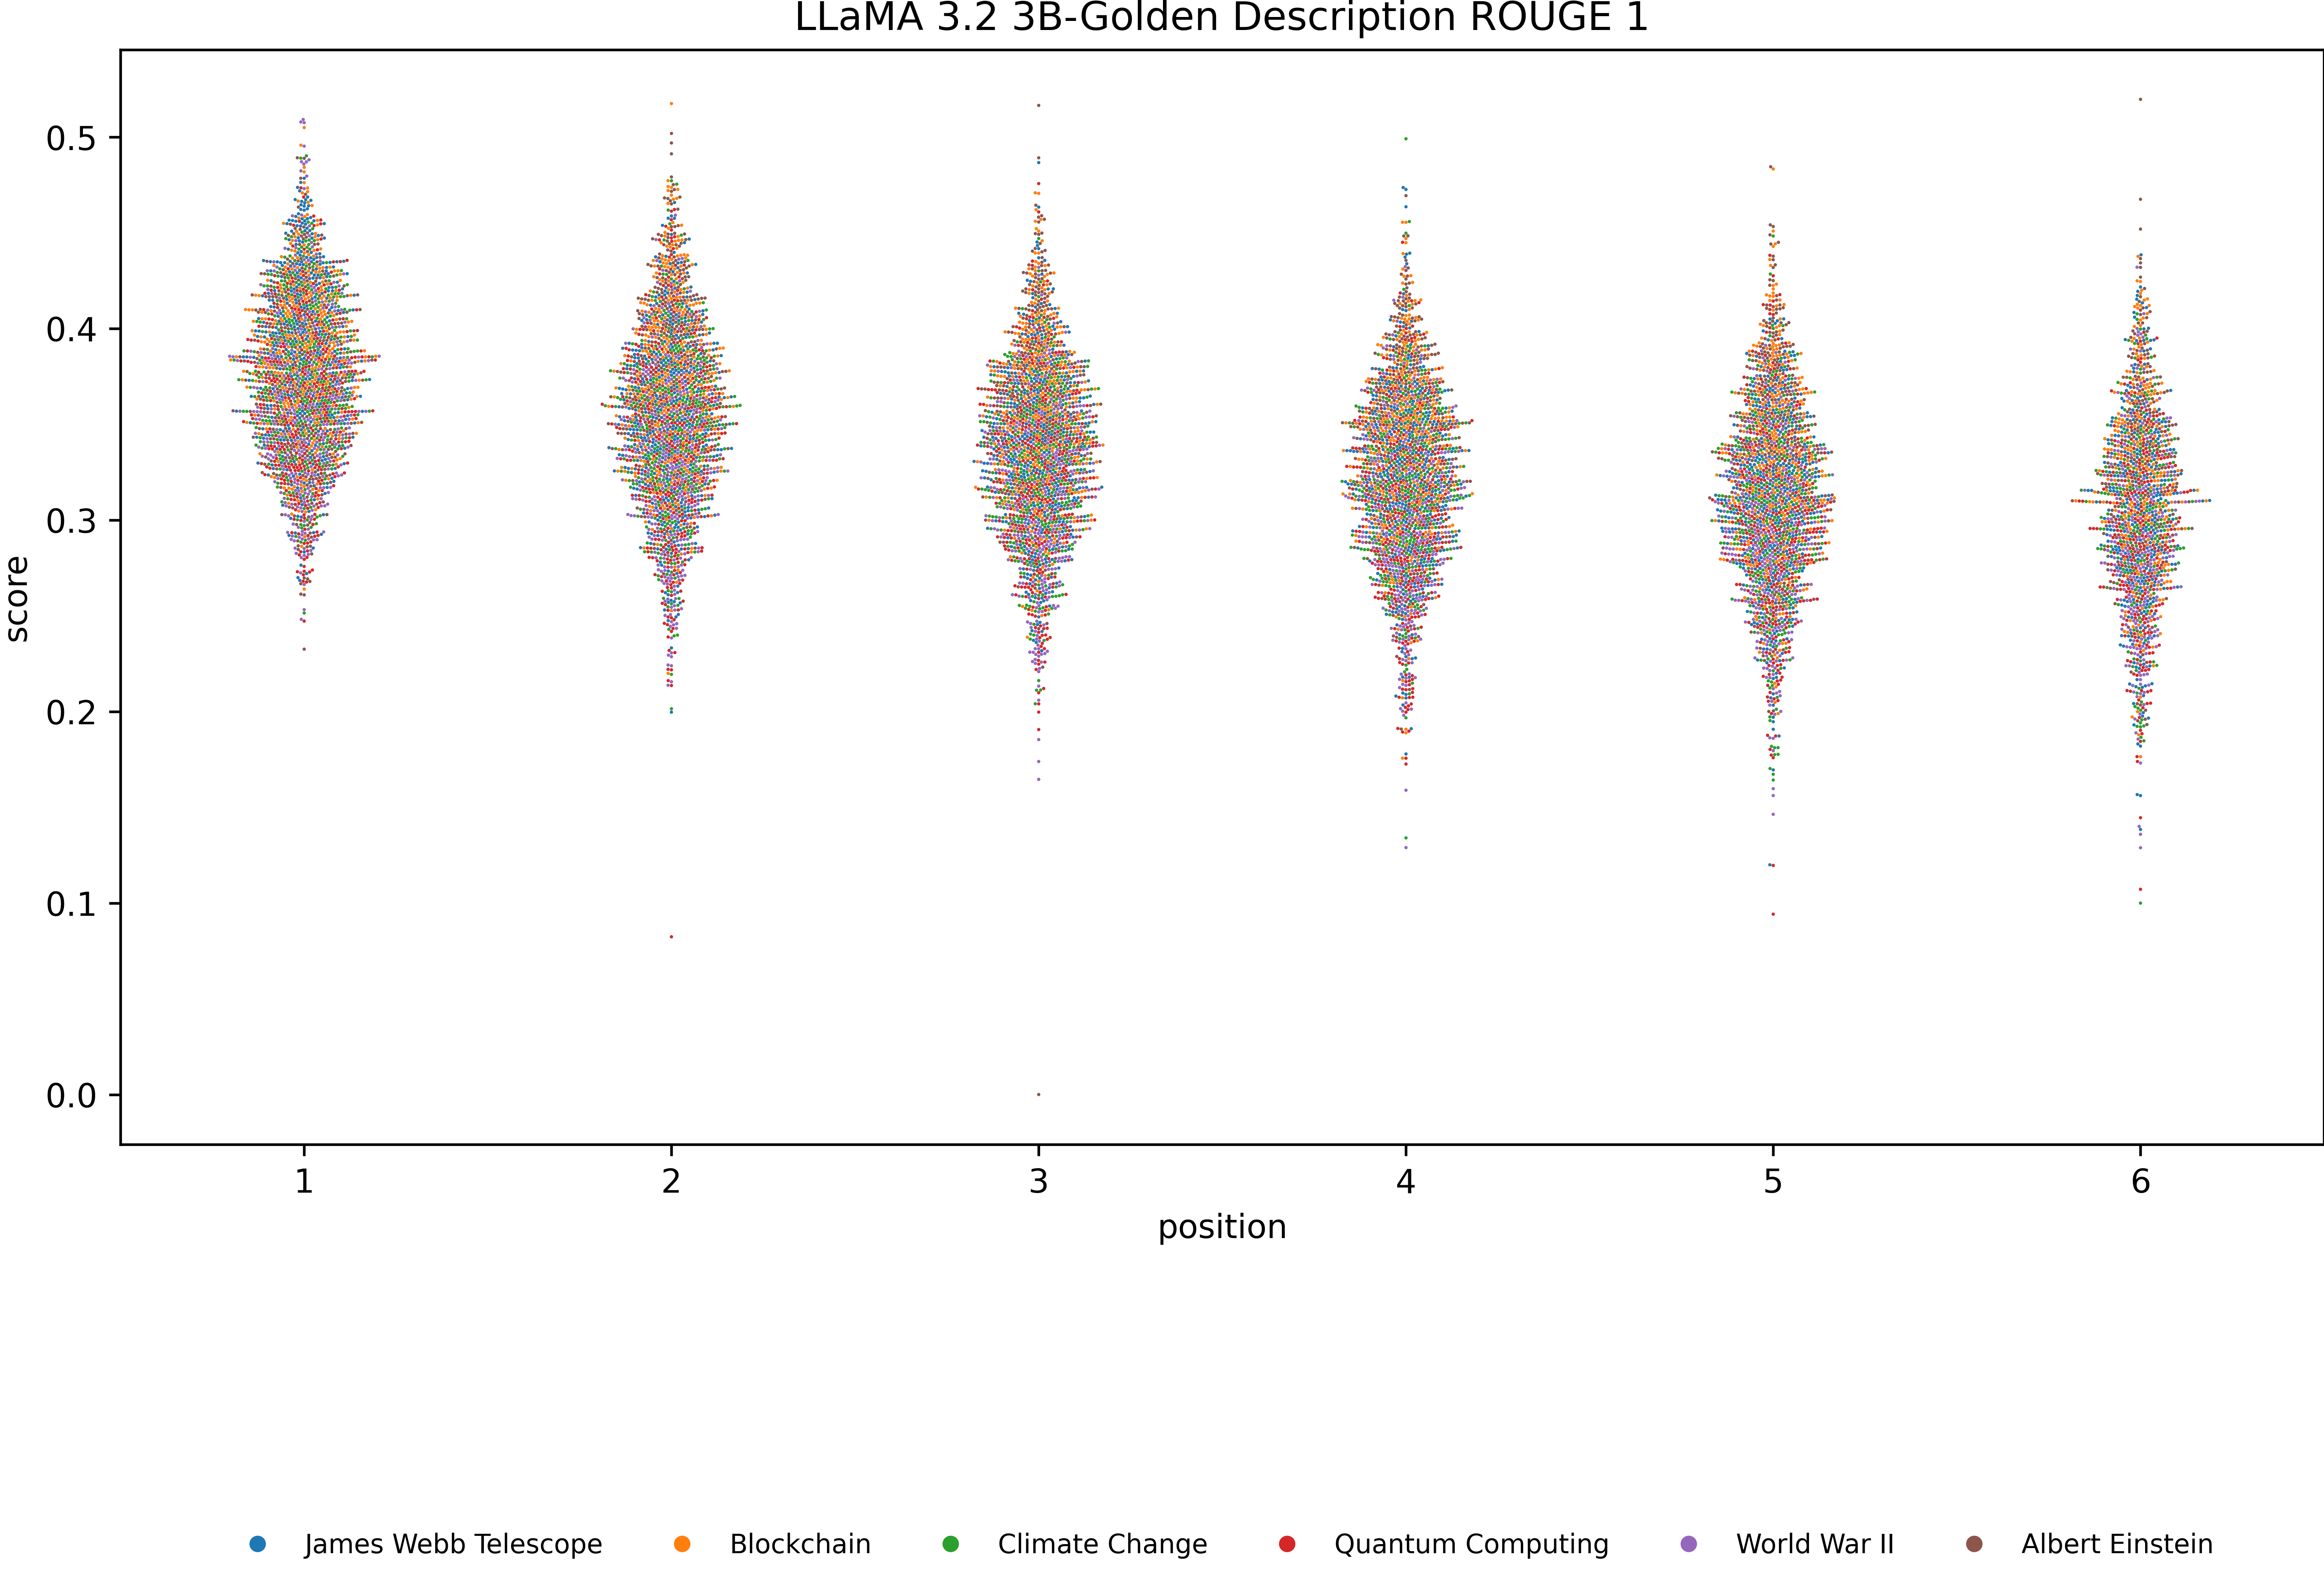 LLaMA 3.2 3B-Golden Description ROUGE 1
0.5
0.4
0.3
0.2
0.1
0.0
score
1 2 3 4 5 6
position
James Webb Telescope Blockchain Climate Change Quantum Computing World War II Albert Einstein